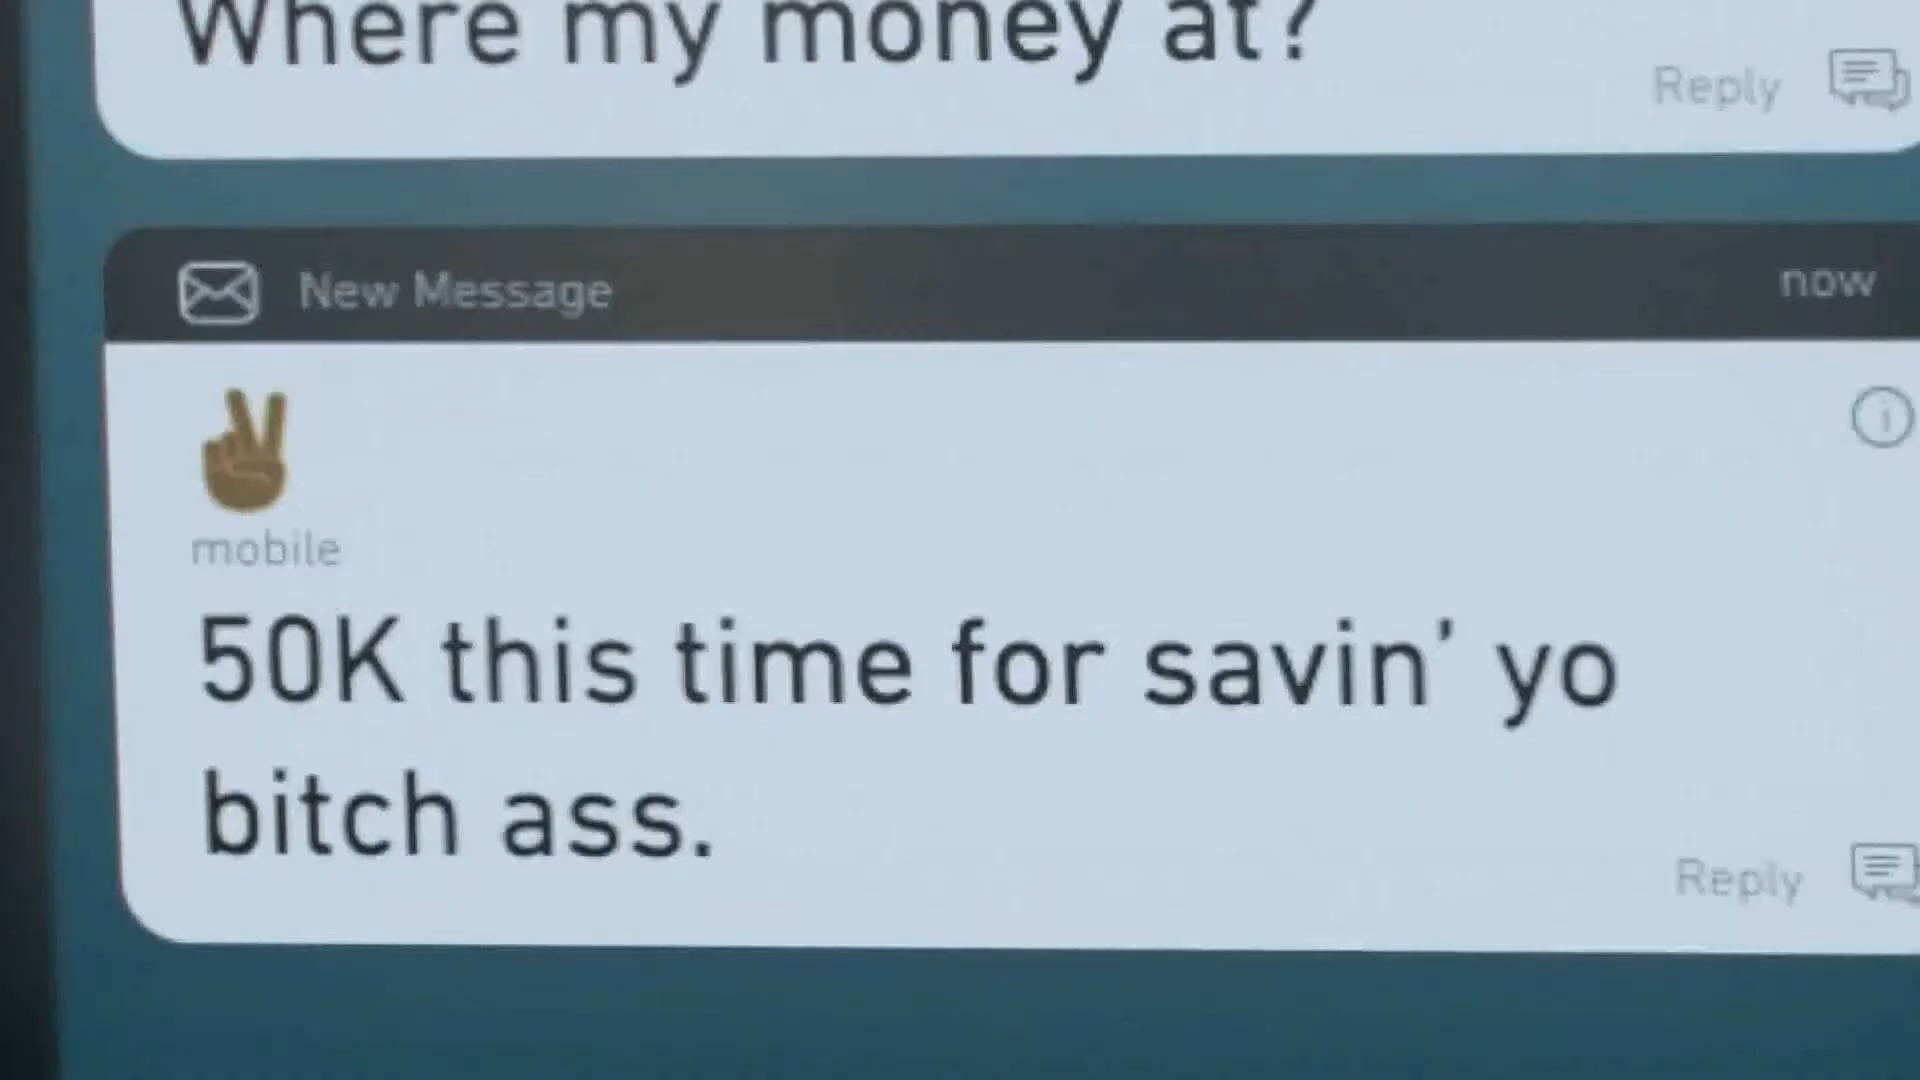 Where my money at?
Reply
New Message
now
✌🏾
mobile
50K this time for savin’ yo
bitch ass.
Reply